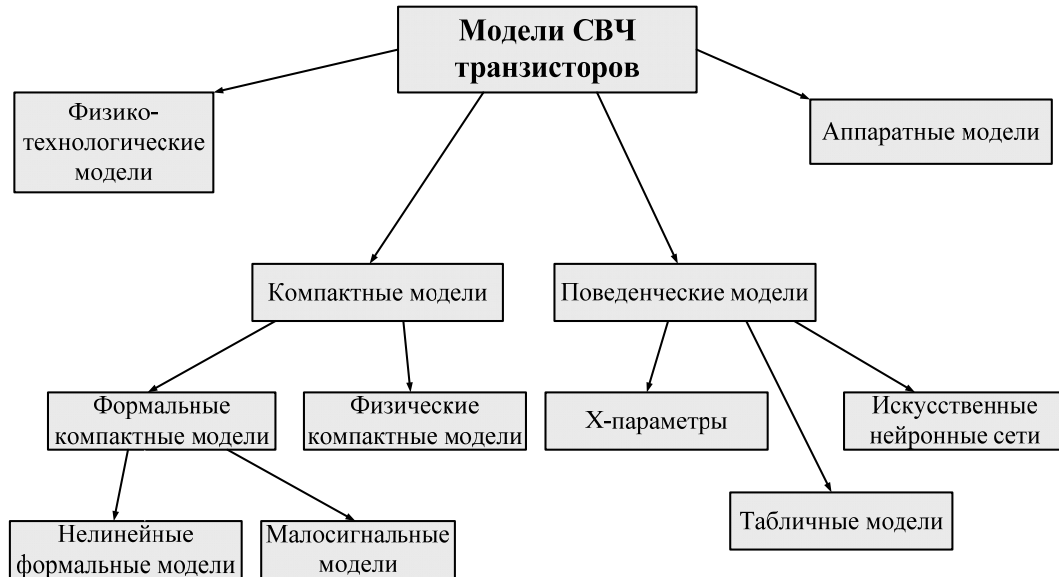 Модели СВЧ
транзисторов
Физико-
технологические
модели
Аппаратные модели
Компактные модели
Поведенческие модели
Формальные
компактные модели
Физические
компактные модели
X-параметры
Искусственные
нейронные сети
Нелинейные
формальные модели
Малосигнальные
модели
Табличные модели